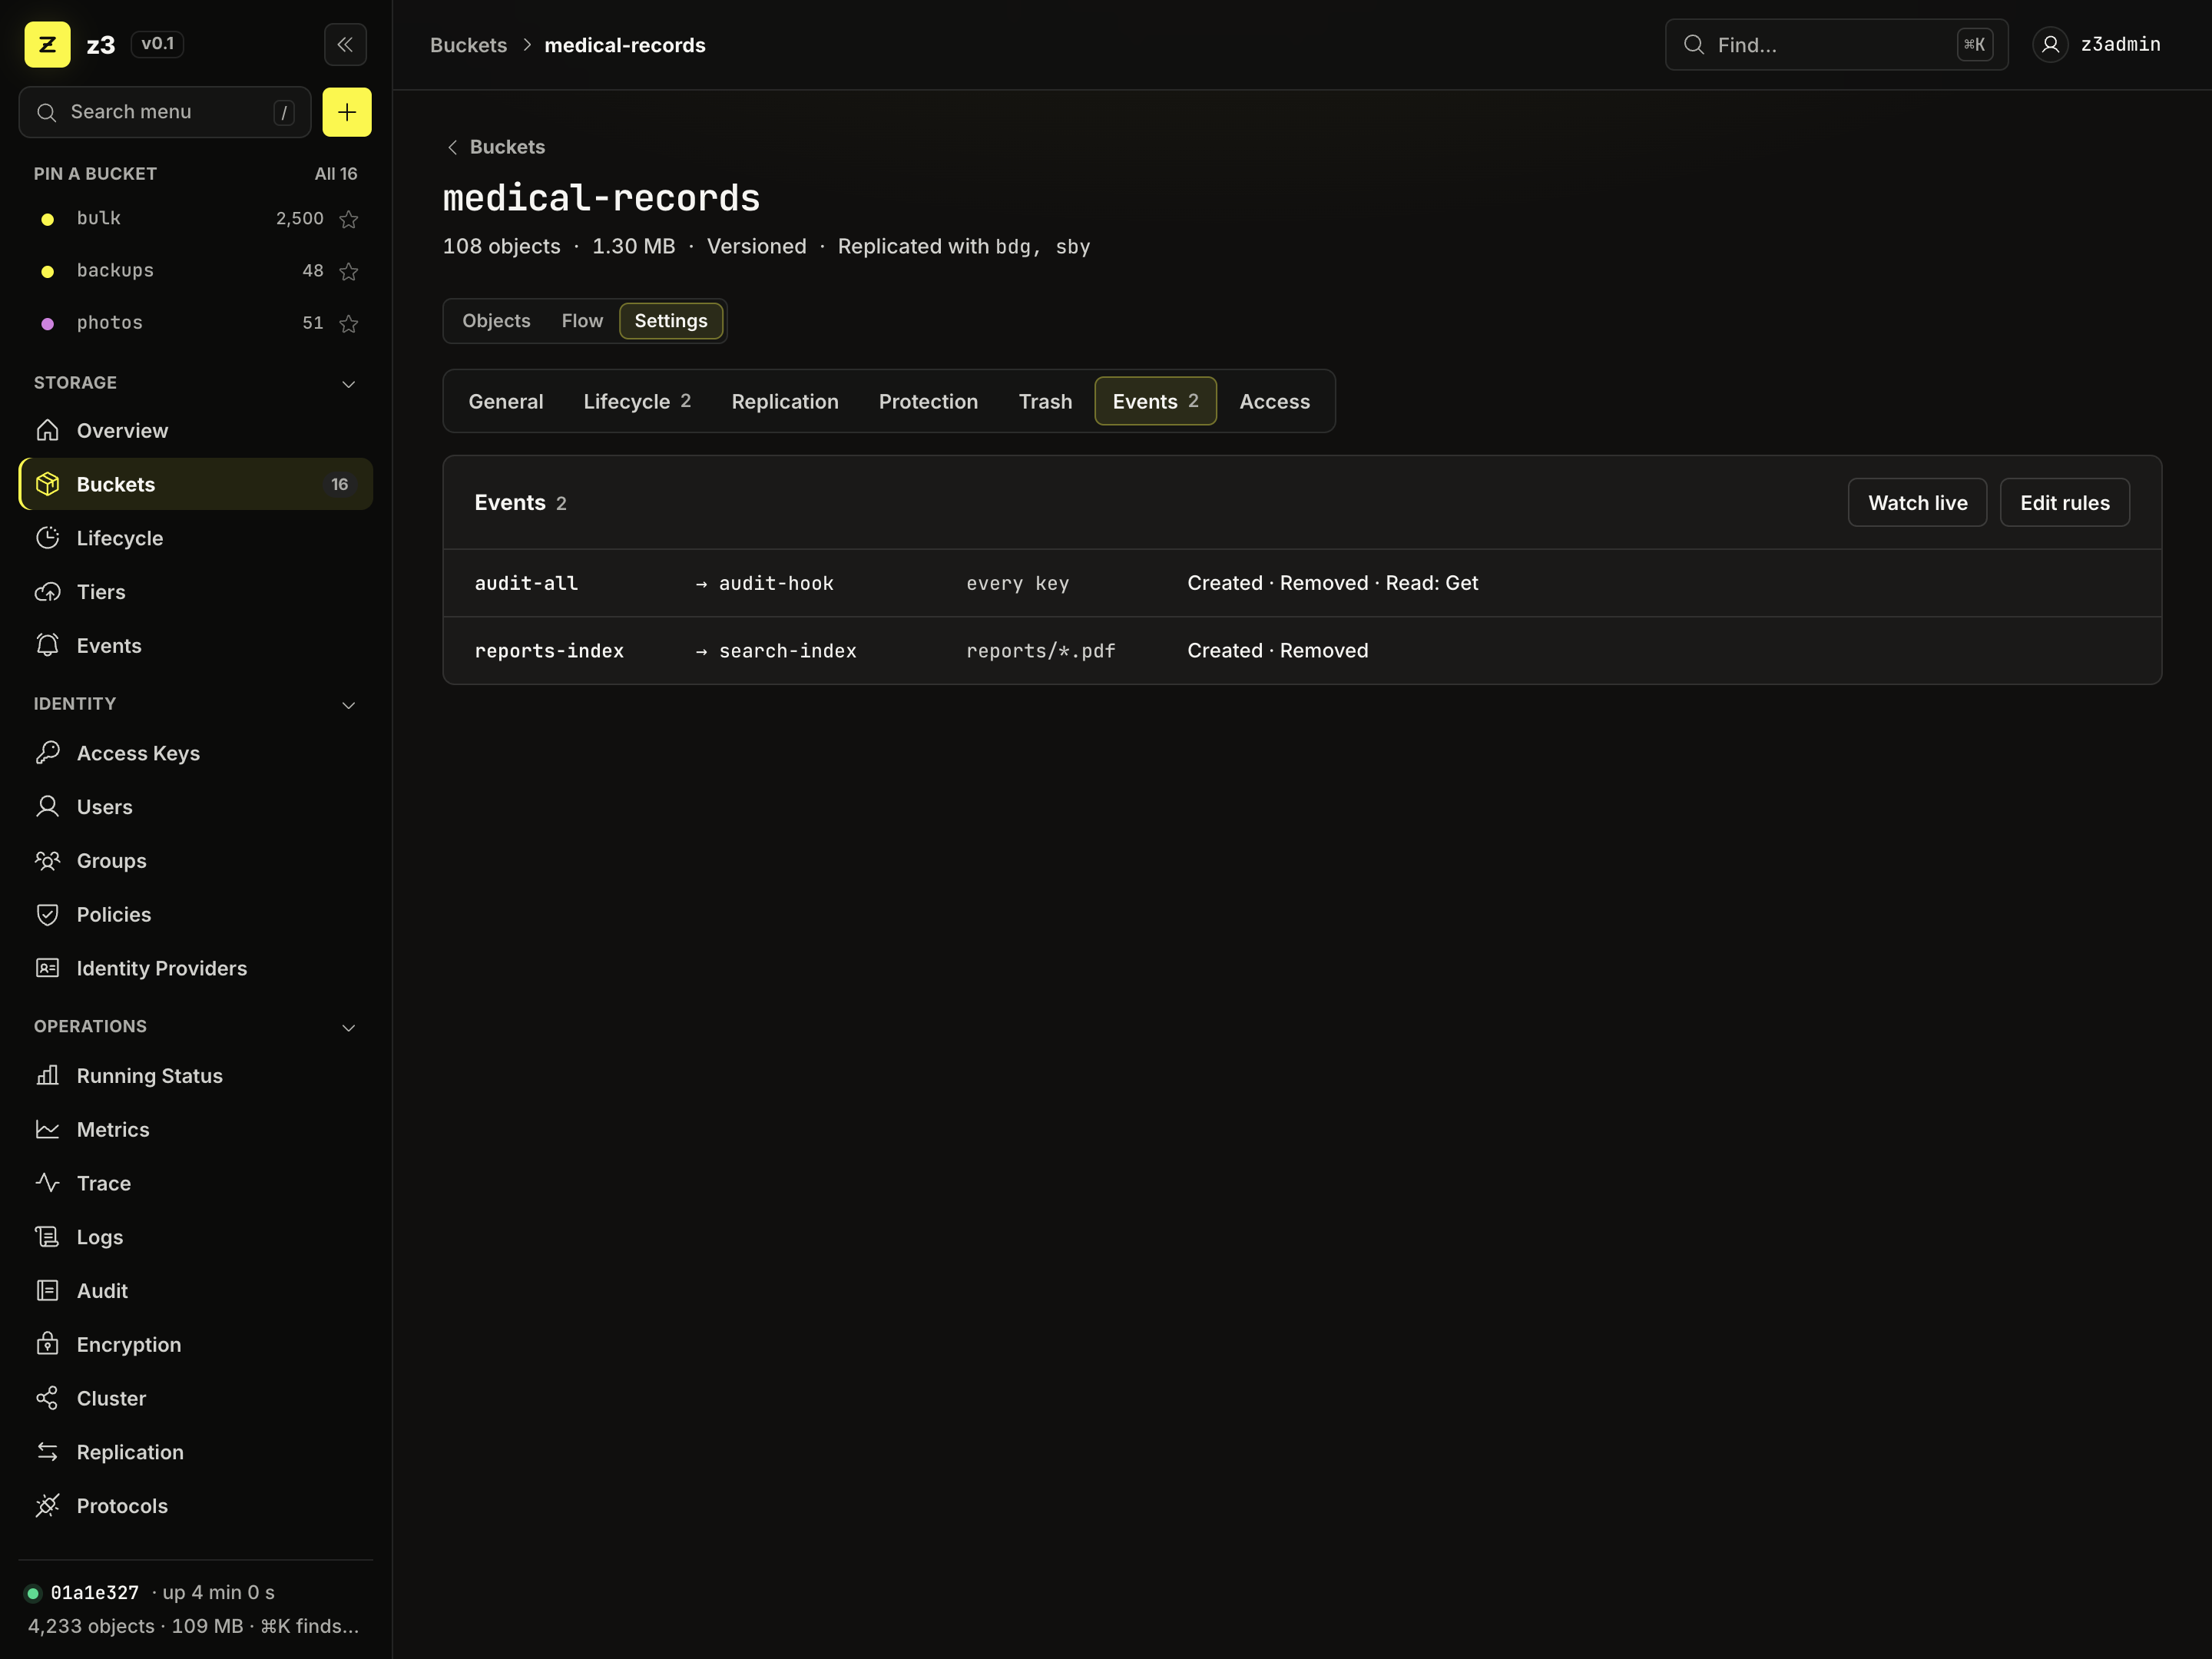 z3 v0.1
Search menu /
PIN A BUCKET All 16
bulk 2,500
backups 48
photos 51
STORAGE
Overview
Buckets 16
Lifecycle
Tiers
Events
IDENTITY
Access Keys
Users
Groups
Policies
Identity Providers
OPERATIONS
Running Status
Metrics
Trace
Logs
Audit
Encryption
Cluster
Replication
Protocols
01a1e327 · up 4 min 0 s
4,233 objects · 109 MB · ⌘K finds...
Buckets > medical-records
Find... ⌘K z3admin
Buckets
medical-records
108 objects · 1.30 MB · Versioned · Replicated with bdg, sby
Objects Flow Settings
General Lifecycle 2 Replication Protection Trash Events 2 Access
Events 2 Watch live Edit rules
audit-all → audit-hook every key Created · Removed · Read: Get
reports-index → search-index reports/*.pdf Created · Removed